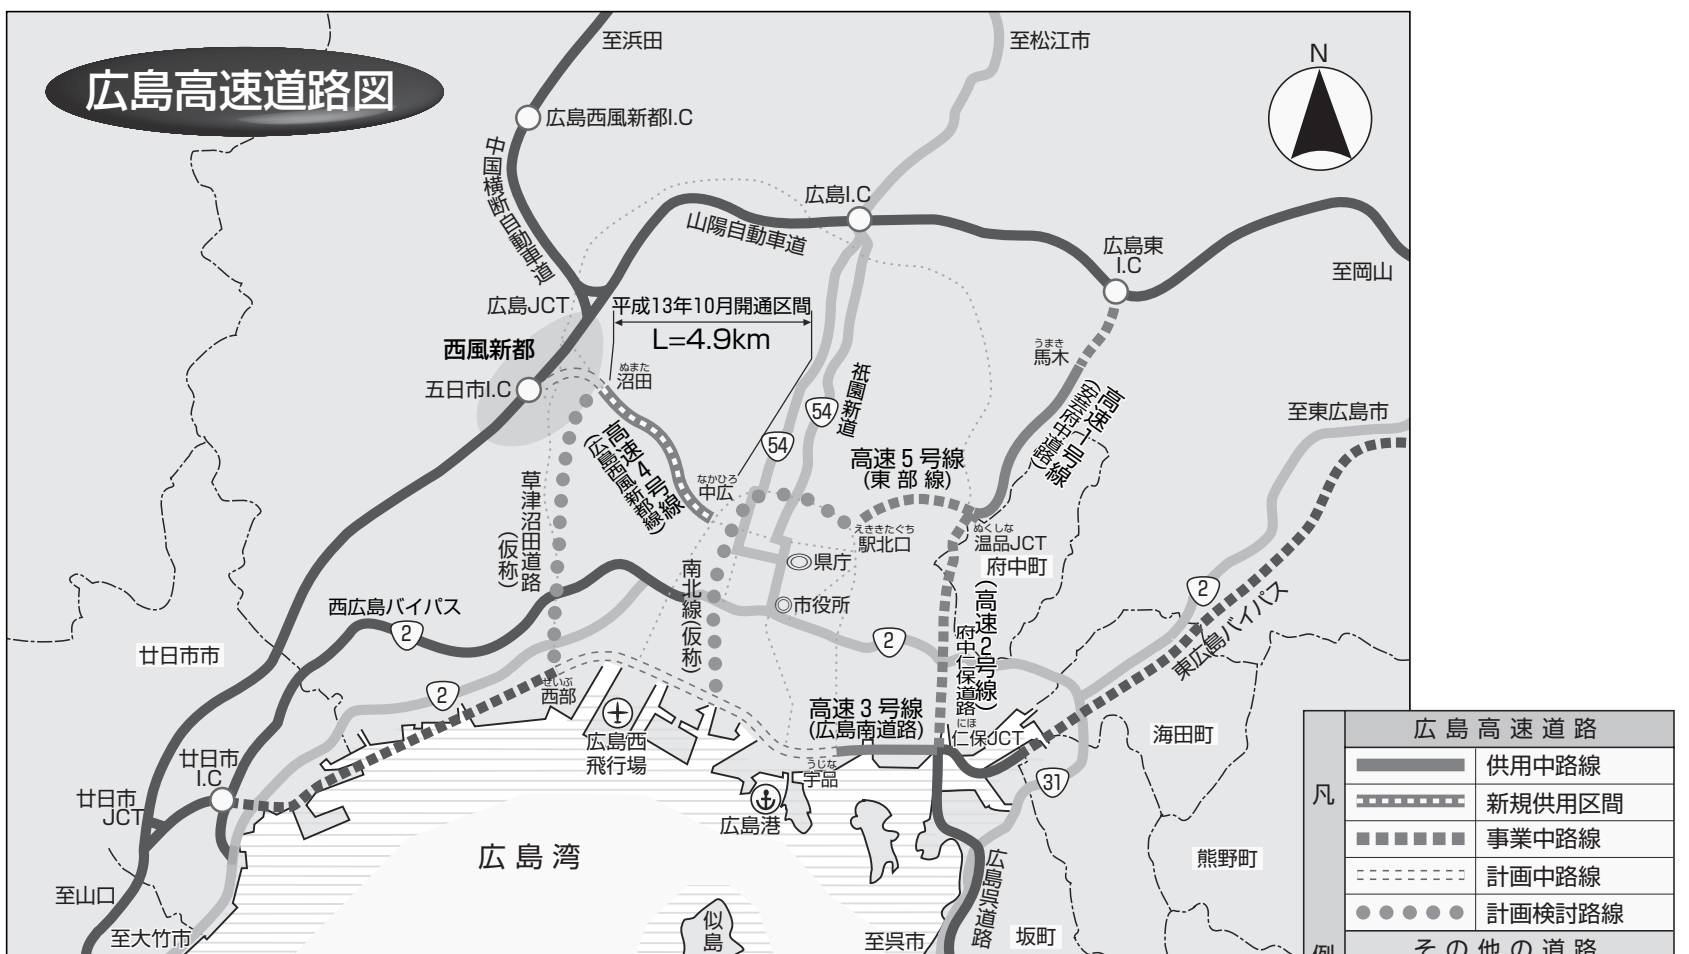 広島高速道路図
至浜田
至松江市
N
広島西風新都I.C
中国横断自動車道
広島I.C
山陽自動車道
広島東
I.C
至岡山
広島JCT
平成13年10月開通区間
L=4.9km
西風新都
五日市I.C
ぬまた
沼田
うまき
馬木
祇園新道
54
54
高速1号線
(安芸府中道路)
至東広島市
高速4号線
(広島西風新都線)
高速5号線
(東部線)
なかひろ
中広
草津沼田道路
(仮称)
えききたぐち
駅北口
ぬくしな
温品JCT
府中町
県庁
市役所
南北線(仮称)
西広島バイパス
2
2
2
2
高速2号線
(府中仁保道路)
東広島バイパス
廿日市市
せいぶ
西部
広島西
飛行場
高速3号線
(広島南道路)
にほ
仁保JCT
うじな
宇品
海田町
31
廿日市
I.C
廿日市
JCT
広島港
広島湾
熊野町
至山口
至大竹市
似島
至呉市
広島呉道路
坂町
凡例
広島高速道路
供用中路線
新規供用区間
事業中路線
計画中路線
計画検討路線
その他の道路